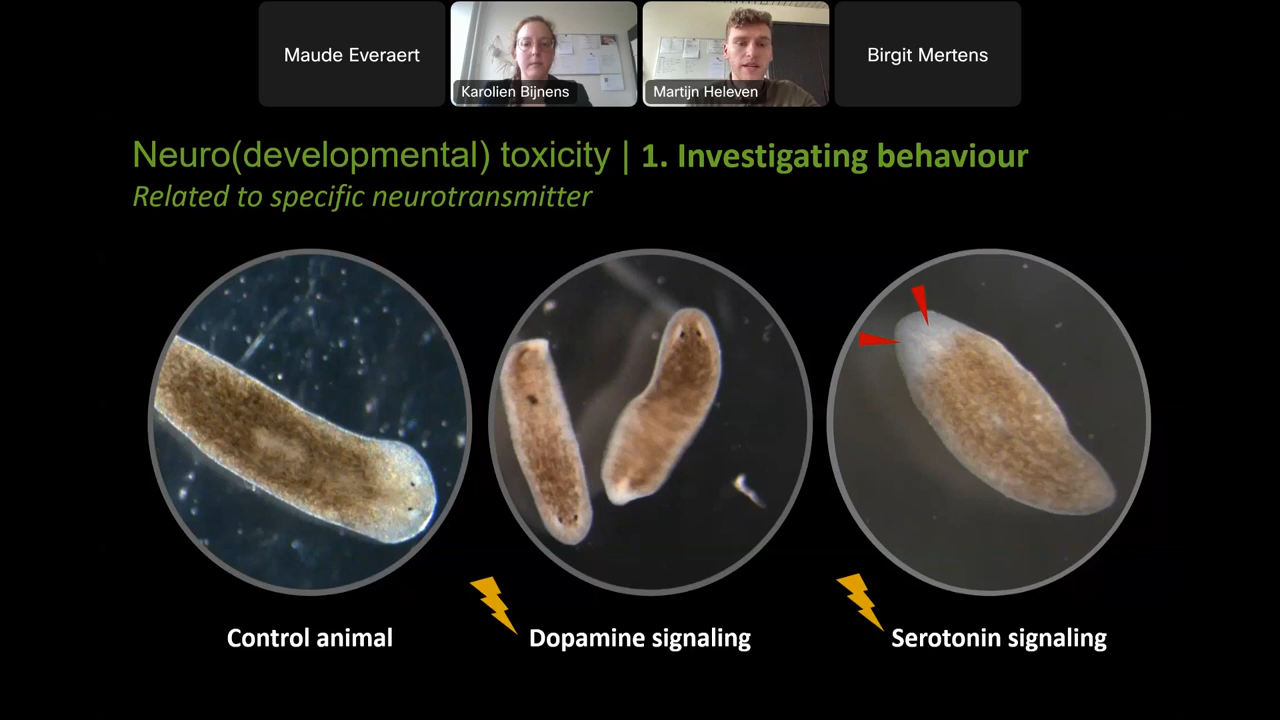 Maude Everaert
Karolien Bijnens
Martijn Heleven
Birgit Mertens
Neuro(developmental) toxicity | 1. Investigating behaviour
Related to specific neurotransmitter
Control animal
Dopamine signaling
Serotonin signaling